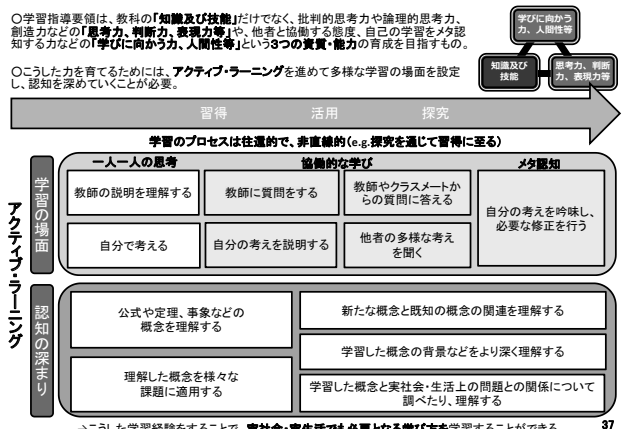 ○学習指導要領は、教科の「知識及び技能」だけでなく、批判的思考力や論理的思考力、
創造力などの「思考力、判断力、表現力等」や、他者と協働する態度、自己の学習をメタ認
知する力などの「学びに向かう力、人間性等」という3つの資質・能力の育成を目指すもの。
○こうした力を育てるためには、アクティブ・ラーニングを進めて多様な学習の場面を設定
し、認知を深めていくことが必要。
学びに向かう
力、人間性等
知識及び
技能
思考力、判断
力、表現力等
習得
活用
探究
学習のプロセスは往還的で、非直線的(e.g.探究を通じて習得に至る)
アクティブ・ラーニング
学習の場面
一人一人の思考
協働的な学び
メタ認知
教師の説明を理解する
教師に質問をする
教師やクラスメートか
らの質問に答える
自分の考えを吟味し、
必要な修正を行う
自分で考える
自分の考えを説明する
他者の多様な考え
を聞く
認知の深まり
公式や定理、事象などの
概念を理解する
新たな概念と既知の概念の関連を理解する
学習した概念の背景などをより深く理解する
理解した概念を様々な
課題に適用する
学習した概念と実社会・生活上の問題との関係について
調べたり、理解する
→こうした学習経験をすることで、実社会・実生活でも必要となる学び方を学習することができる
37